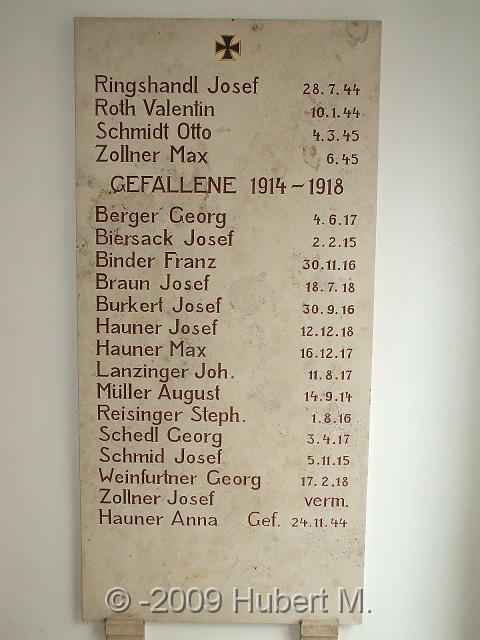 Ringshandl Josef 28.7.44
Roth Valentin 10.1.44
Schmidt Otto 4.3.45
Zollner Max 6.45
GEFALLENE 1914 – 1918
Berger Georg 4.6.17
Biersack Josef 2.2.15
Binder Franz 30.11.16
Braun Josef 18.7.18
Burkert Josef 30.9.16
Hauner Josef 12.12.18
Hauner Max 16.12.17
Lanzinger Joh. 11.8.17
Müller August 14.9.14
Reisinger Steph. 1.8.16
Schedl Georg 3.4.17
Schmid Josef 5.11.15
Weinfurtner Georg 17.2.18
Zollner Josef verm.
Hauner Anna Gef. 24.11.44
© -2009 Hubert M.